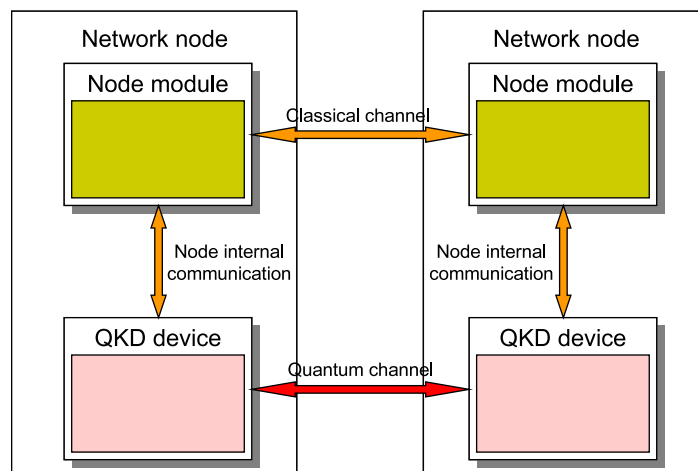 Network node
Network node
Node module
Node module
Classical channel
Node internal
communication
Node internal
communication
QKD device
QKD device
Quantum channel